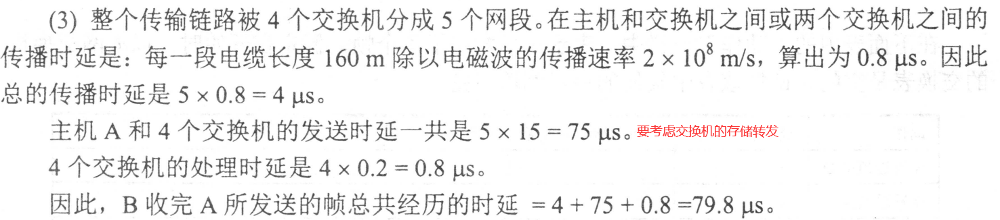 (3) 整个传输链路被 4 个交换机分成 5 个网段。在主机和交换机之间或两个交换机之间的
传播时延是：每一段电缆长度 160 m 除以电磁波的传播速率 2 × 10⁸ m/s，算出为 0.8 μs。因此
总的传播时延是 5 × 0.8 = 4 μs。
主机 A 和 4 个交换机的发送时延一共是 5 × 15 = 75 μs。要考虑交换机的存储转发
4 个交换机的处理时延是 4 × 0.2 = 0.8 μs。
因此，B 收完 A 所发送的帧总共经历的时延 = 4 + 75 + 0.8 =79.8 μs。